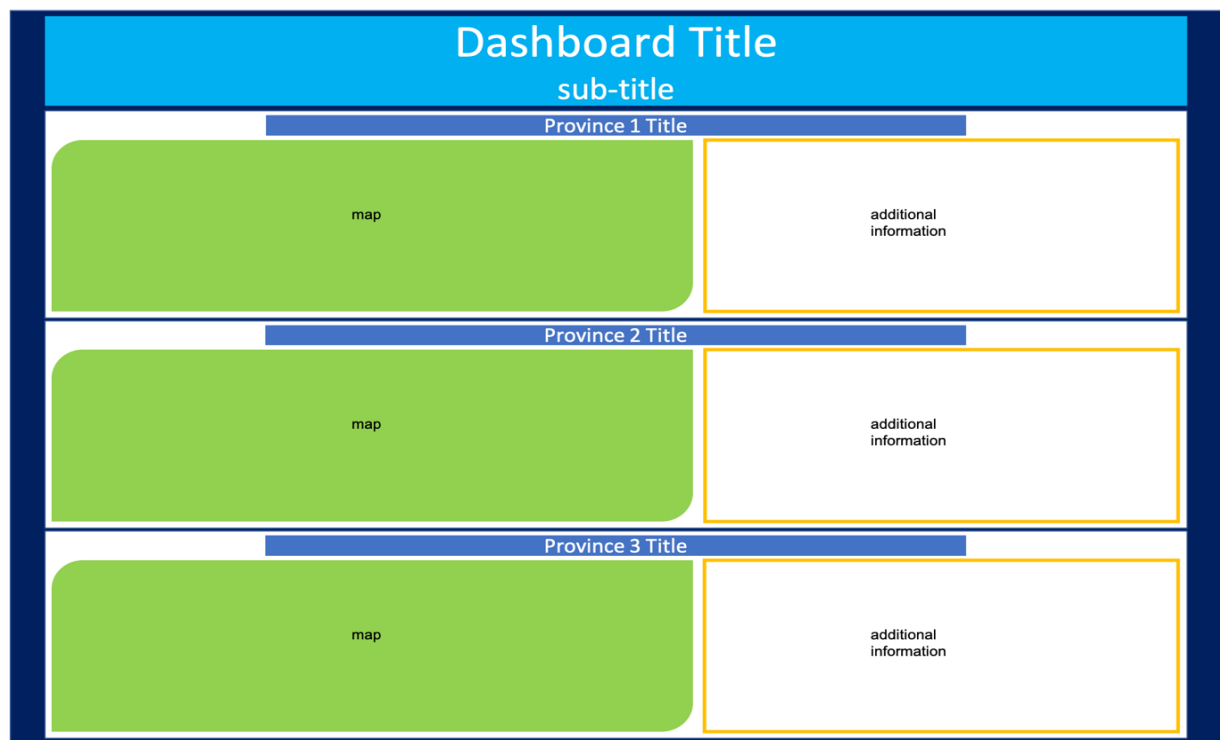 Dashboard Title
sub-title
Province 1 Title
map
additional
information
Province 2 Title
map
additional
information
Province 3 Title
map
additional
information